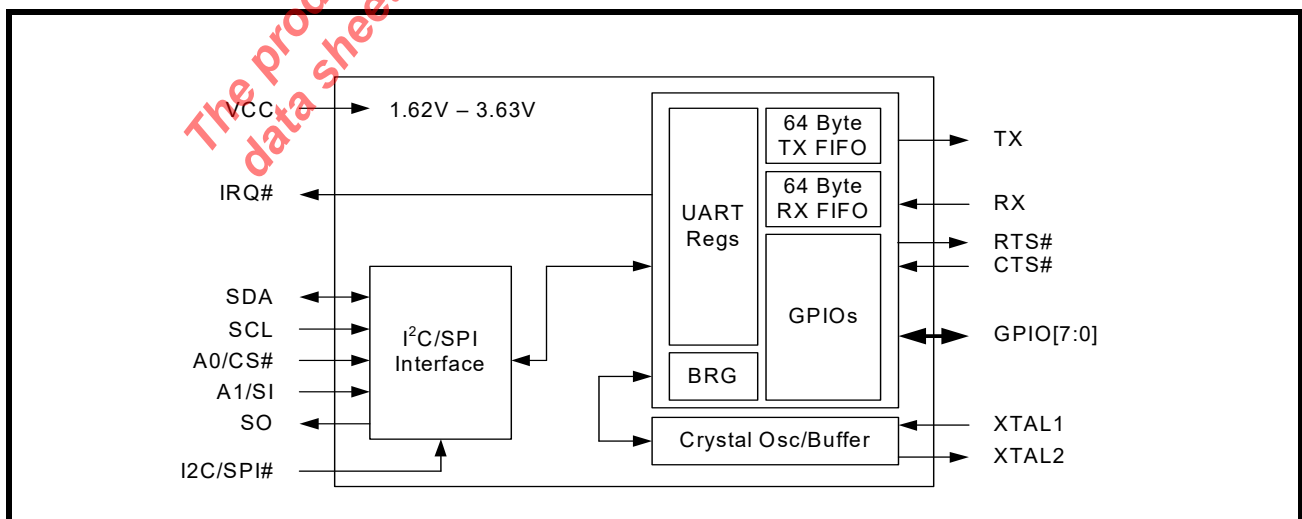 The prod
data shee
VCC
1.62V – 3.63V
IRQ#
SDA
SCL
A0/CS#
A1/SI
SO
I2C/SPI#
I²C/SPI
Interface
UART
Regs
64 Byte
TX FIFO
64 Byte
RX FIFO
GPIOs
BRG
Crystal Osc/Buffer
TX
RX
RTS#
CTS#
GPIO[7:0]
XTAL1
XTAL2